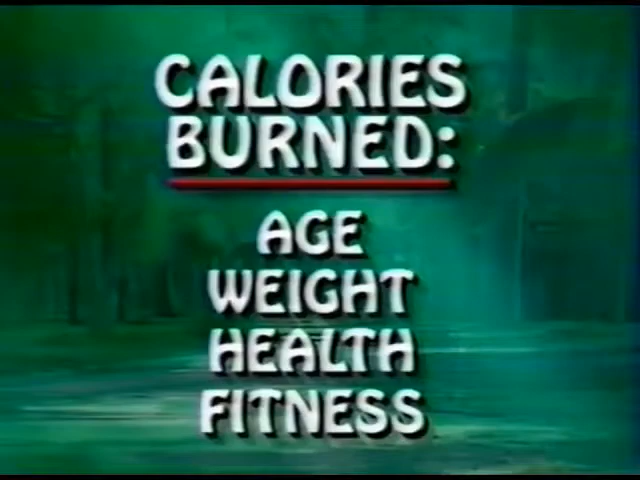 CALORIES
BURNED:
AGE
WEIGHT
HEALTH
FITNESS